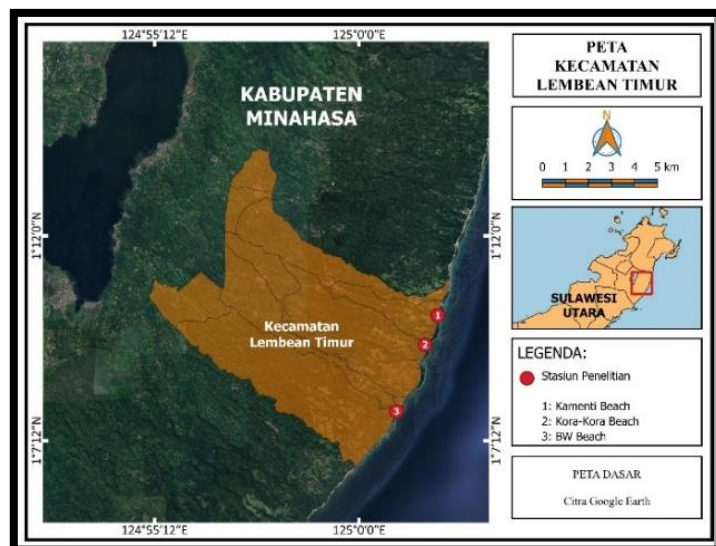 124°55'12"E
125°0'0"E
KABUPATEN
MINAHASA
1°12'0"N
1°12'0"N
Kecamatan
Lembean Timur
1
2
3
1°7'12"N
1°7'12"N
124°55'12"E
125°0'0"E
PETA
KECAMATAN
LEMBEAN TIMUR
N
0 1 2 3 4 5 km
SULAWESI
UTARA
LEGENDA:
Stasiun Penelitian
1: Kamenti Beach
2: Kora-Kora Beach
3: BW Beach
PETA DASAR
Citra Google Earth